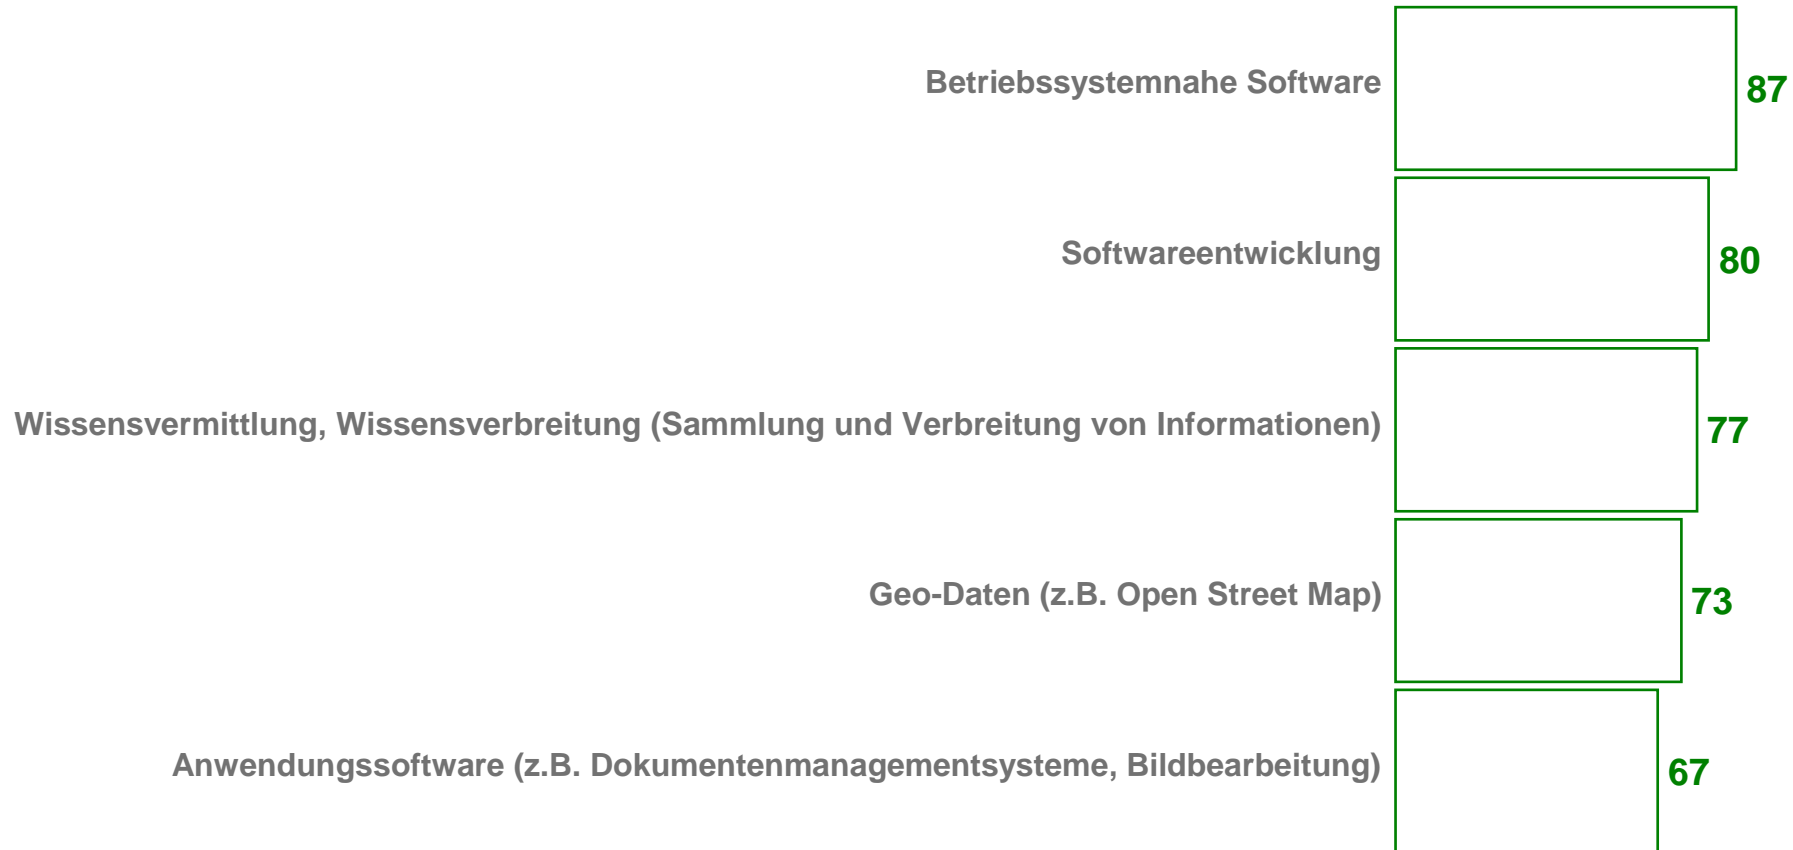 Betriebssystemnahe Software 87
Softwareentwicklung 80
Wissensvermittlung, Wissensverbreitung (Sammlung und Verbreitung von Informationen) 77
Geo-Daten (z.B. Open Street Map) 73
Anwendungssoftware (z.B. Dokumentenmanagementsysteme, Bildbearbeitung) 67